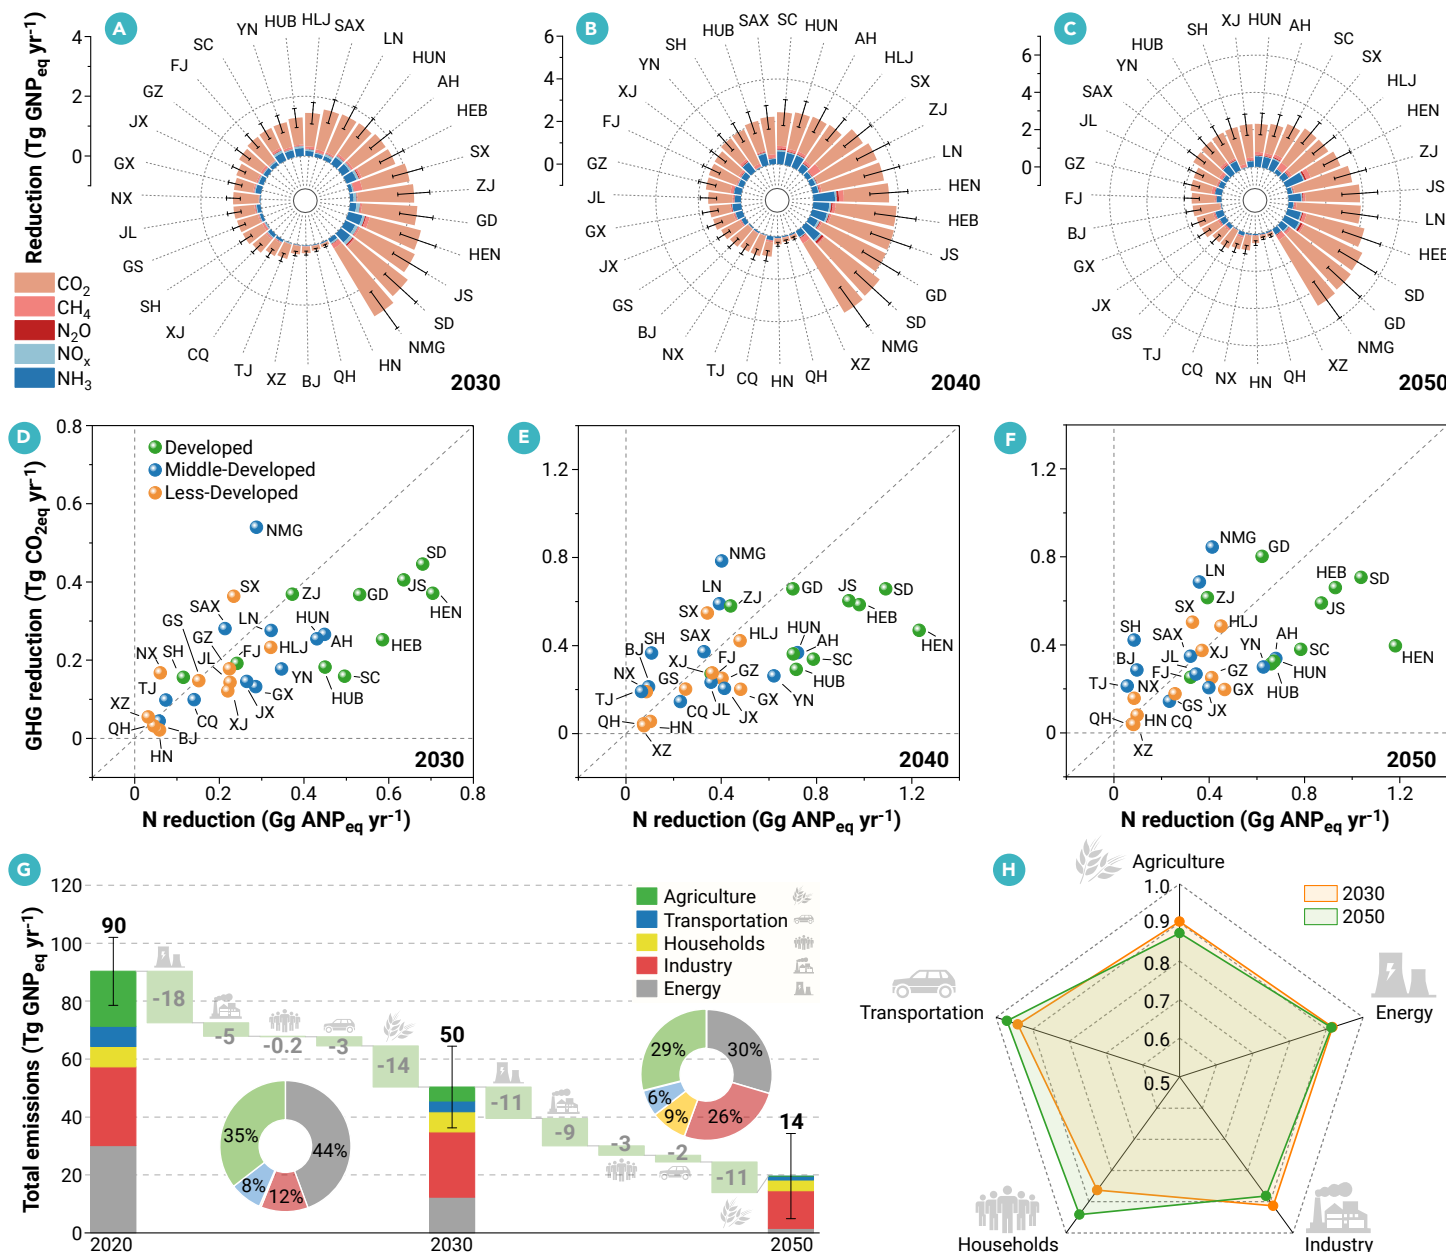 A
Reduction (Tg GNPeq yr-1)
4
2
0
HUB HLJ SAX LN HUN AH HEB SX ZJ GD HEN JS SD NMG HN QH BJ XZ TJ CQ XJ SH GS JL NX GX JX GZ FJ SC YN
2030
CO2
CH4
N2O
NOx
NH3
B
6
4
2
0
SAX SC HUN AH HLJ SX ZJ LN HEN HEB JS GD SD NMG XZ QH HN CQ TJ NX BJ GS JX GX JL GZ FJ XJ YN SH HUB
2040
C
6
4
2
0
XJ HUN AH SC SX HLJ HEN ZJ JS LN HEB SD GD NMG XZ QH HN NX CQ TJ GS JX GX BJ FJ GZ JL SAX YN HUB SH
2050
D
GHG reduction (Tg CO2eq yr-1)
0.8
0.6
0.4
0.2
0
Developed
Middle-Developed
Less-Developed
NMG
SD
SX
ZJ
GD
JS
HEN
SAX
GS
LN
HUN
AH
HEB
GZ
HLJ
NX
SH
JL
FJ
YN
SC
HUB
TJ
GX
JX
XZ
CQ
XJ
QH
BJ
HN
2030
0 0.2 0.4 0.6 0.8
N reduction (Gg ANPeq yr-1)
E
1.2
0.8
0.4
0
NMG
LN
ZJ
GD
JS
SD
SX
HEB
HEN
SH
SAX
HLJ
HUN
AH
BJ
SC
XJ
FJ
NX
GS
GZ
HUB
TJ
YN
GX
CQ
JL
JX
QH
HN
XZ
2040
0 0.4 0.8 1.2
N reduction (Gg ANPeq yr-1)
F
1.2
0.8
0.4
0
NMG
GD
LN
HEB
SD
ZJ
JS
SX
SH
HLJ
SAX
YN
AH
SC
HEN
BJ
JL
XJ
HUN
FJ
GZ
TJ
NX
GX
HUB
GS
JX
QH
HN
CQ
XZ
2050
0 0.4 0.8 1.2
N reduction (Gg ANPeq yr-1)
G
Total emissions (Tg GNPeq yr-1)
120
100
80
60
40
20
0
Agriculture
Transportation
Households
Industry
Energy
90
-18
-5
-0.2
-3
-14
50
-11
-9
-3
-2
-11
14
35%
44%
8%
12%
29%
30%
6%
9%
26%
2020 2030 2050
H
Agriculture
2030
2050
1.0
0.9
0.8
0.7
0.6
0.5
Transportation
Energy
Households
Industry